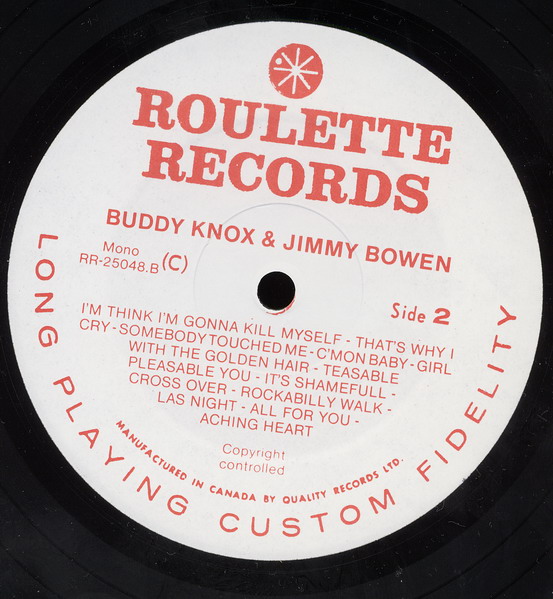 ROULETTE
RECORDS
BUDDY KNOX & JIMMY BOWEN
Mono
RR-25048.B (C)
Side 2
I'M THINK I'M GONNA KILL MYSELF - THAT'S WHY I
CRY - SOMEBODY TOUCHED ME - C'MON BABY - GIRL
WITH THE GOLDEN HAIR - TEASABLE
PLEASABLE YOU - IT'S SHAMEFULL -
CROSS OVER - ROCKABILLY WALK -
LAS NIGHT - ALL FOR YOU -
ACHING HEART
Copyright
controlled
MANUFACTURED IN CANADA BY QUALITY RECORDS LTD.
LONG PLAYING CUSTOM FIDELITY